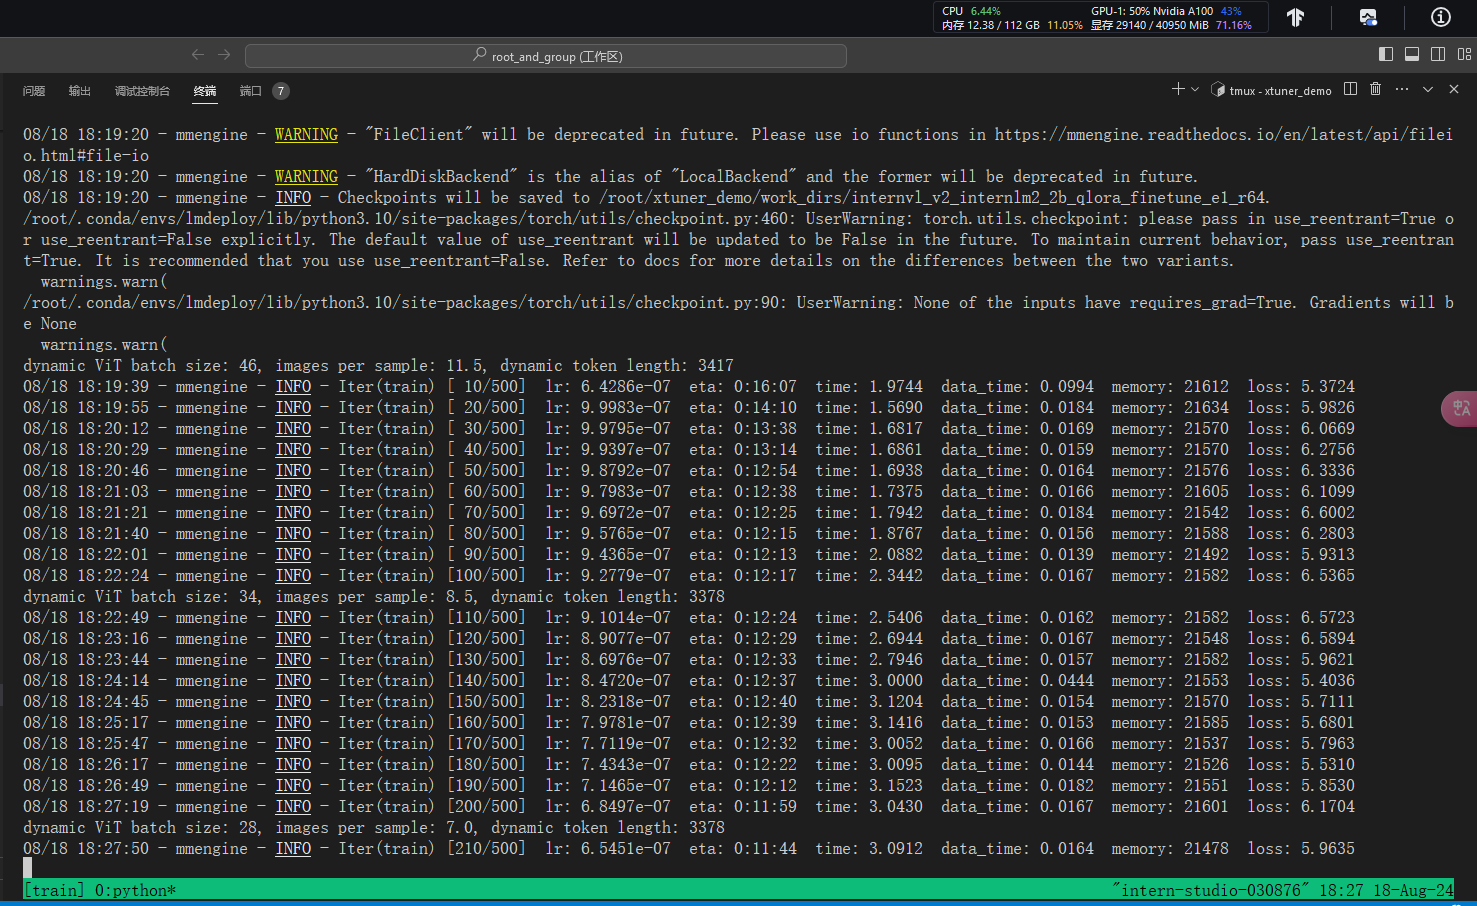 CPU 6.44% GPU-1: 50% Nvidia A100 43%
内存 12.38 / 112 GB 11.05% 显存 29140 / 40950 MiB 71.16%
root_and_group (工作区)
问题 输出 调试控制台 终端 端口 7 tmux - xtuner_demo
08/18 18:19:20 - mmengine - WARNING - "FileClient" will be deprecated in future. Please use io functions in https://mmengine.readthedocs.io/en/latest/api/filei
o.html#file-io
08/18 18:19:20 - mmengine - WARNING - "HardDiskBackend" is the alias of "LocalBackend" and the former will be deprecated in future.
08/18 18:19:20 - mmengine - INFO - Checkpoints will be saved to /root/xtuner_demo/work_dirs/internvl_v2_internlm2_2b_qlora_finetune_e1_r64.
/root/.conda/envs/lmdeploy/lib/python3.10/site-packages/torch/utils/checkpoint.py:460: UserWarning: torch.utils.checkpoint: please pass in use_reentrant=True o
r use_reentrant=False explicitly. The default value of use_reentrant will be updated to be False in the future. To maintain current behavior, pass use_reentran
t=True. It is recommended that you use use_reentrant=False. Refer to docs for more details on the differences between the two variants.
warnings.warn(
/root/.conda/envs/lmdeploy/lib/python3.10/site-packages/torch/utils/checkpoint.py:90: UserWarning: None of the inputs have requires_grad=True. Gradients will b
e None
warnings.warn(
dynamic ViT batch size: 46, images per sample: 11.5, dynamic token length: 3417
08/18 18:19:39 - mmengine - INFO - Iter(train) [ 10/500] lr: 6.4286e-07 eta: 0:16:07 time: 1.9744 data_time: 0.0994 memory: 21612 loss: 5.3724
08/18 18:19:55 - mmengine - INFO - Iter(train) [ 20/500] lr: 9.9983e-07 eta: 0:14:10 time: 1.5690 data_time: 0.0184 memory: 21634 loss: 5.9826
08/18 18:20:12 - mmengine - INFO - Iter(train) [ 30/500] lr: 9.9795e-07 eta: 0:13:38 time: 1.6817 data_time: 0.0169 memory: 21570 loss: 6.0669
08/18 18:20:29 - mmengine - INFO - Iter(train) [ 40/500] lr: 9.9397e-07 eta: 0:13:14 time: 1.6861 data_time: 0.0159 memory: 21570 loss: 6.2756
08/18 18:20:46 - mmengine - INFO - Iter(train) [ 50/500] lr: 9.8792e-07 eta: 0:12:54 time: 1.6938 data_time: 0.0164 memory: 21576 loss: 6.3336
08/18 18:21:03 - mmengine - INFO - Iter(train) [ 60/500] lr: 9.7983e-07 eta: 0:12:38 time: 1.7375 data_time: 0.0166 memory: 21605 loss: 6.1099
08/18 18:21:21 - mmengine - INFO - Iter(train) [ 70/500] lr: 9.6972e-07 eta: 0:12:25 time: 1.7942 data_time: 0.0184 memory: 21542 loss: 6.6002
08/18 18:21:40 - mmengine - INFO - Iter(train) [ 80/500] lr: 9.5765e-07 eta: 0:12:15 time: 1.8767 data_time: 0.0156 memory: 21588 loss: 6.2803
08/18 18:22:01 - mmengine - INFO - Iter(train) [ 90/500] lr: 9.4365e-07 eta: 0:12:13 time: 2.0882 data_time: 0.0139 memory: 21492 loss: 5.9313
08/18 18:22:24 - mmengine - INFO - Iter(train) [100/500] lr: 9.2779e-07 eta: 0:12:17 time: 2.3442 data_time: 0.0167 memory: 21582 loss: 6.5365
dynamic ViT batch size: 34, images per sample: 8.5, dynamic token length: 3378
08/18 18:22:49 - mmengine - INFO - Iter(train) [110/500] lr: 9.1014e-07 eta: 0:12:24 time: 2.5406 data_time: 0.0162 memory: 21582 loss: 6.5723
08/18 18:23:16 - mmengine - INFO - Iter(train) [120/500] lr: 8.9077e-07 eta: 0:12:29 time: 2.6944 data_time: 0.0167 memory: 21548 loss: 6.5894
08/18 18:23:44 - mmengine - INFO - Iter(train) [130/500] lr: 8.6976e-07 eta: 0:12:33 time: 2.7946 data_time: 0.0157 memory: 21582 loss: 5.9621
08/18 18:24:14 - mmengine - INFO - Iter(train) [140/500] lr: 8.4720e-07 eta: 0:12:37 time: 3.0000 data_time: 0.0444 memory: 21553 loss: 5.4036
08/18 18:24:45 - mmengine - INFO - Iter(train) [150/500] lr: 8.2318e-07 eta: 0:12:40 time: 3.1204 data_time: 0.0154 memory: 21570 loss: 5.7111
08/18 18:25:17 - mmengine - INFO - Iter(train) [160/500] lr: 7.9781e-07 eta: 0:12:39 time: 3.1416 data_time: 0.0153 memory: 21585 loss: 5.6801
08/18 18:25:47 - mmengine - INFO - Iter(train) [170/500] lr: 7.7119e-07 eta: 0:12:32 time: 3.0052 data_time: 0.0166 memory: 21537 loss: 5.7963
08/18 18:26:17 - mmengine - INFO - Iter(train) [180/500] lr: 7.4343e-07 eta: 0:12:22 time: 3.0095 data_time: 0.0144 memory: 21526 loss: 5.5310
08/18 18:26:49 - mmengine - INFO - Iter(train) [190/500] lr: 7.1465e-07 eta: 0:12:12 time: 3.1523 data_time: 0.0182 memory: 21551 loss: 5.8530
08/18 18:27:19 - mmengine - INFO - Iter(train) [200/500] lr: 6.8497e-07 eta: 0:11:59 time: 3.0430 data_time: 0.0167 memory: 21601 loss: 6.1704
dynamic ViT batch size: 28, images per sample: 7.0, dynamic token length: 3378
08/18 18:27:50 - mmengine - INFO - Iter(train) [210/500] lr: 6.5451e-07 eta: 0:11:44 time: 3.0912 data_time: 0.0164 memory: 21478 loss: 5.9635
[train] 0:python* "intern-studio-030876" 18:27 18-Aug-24